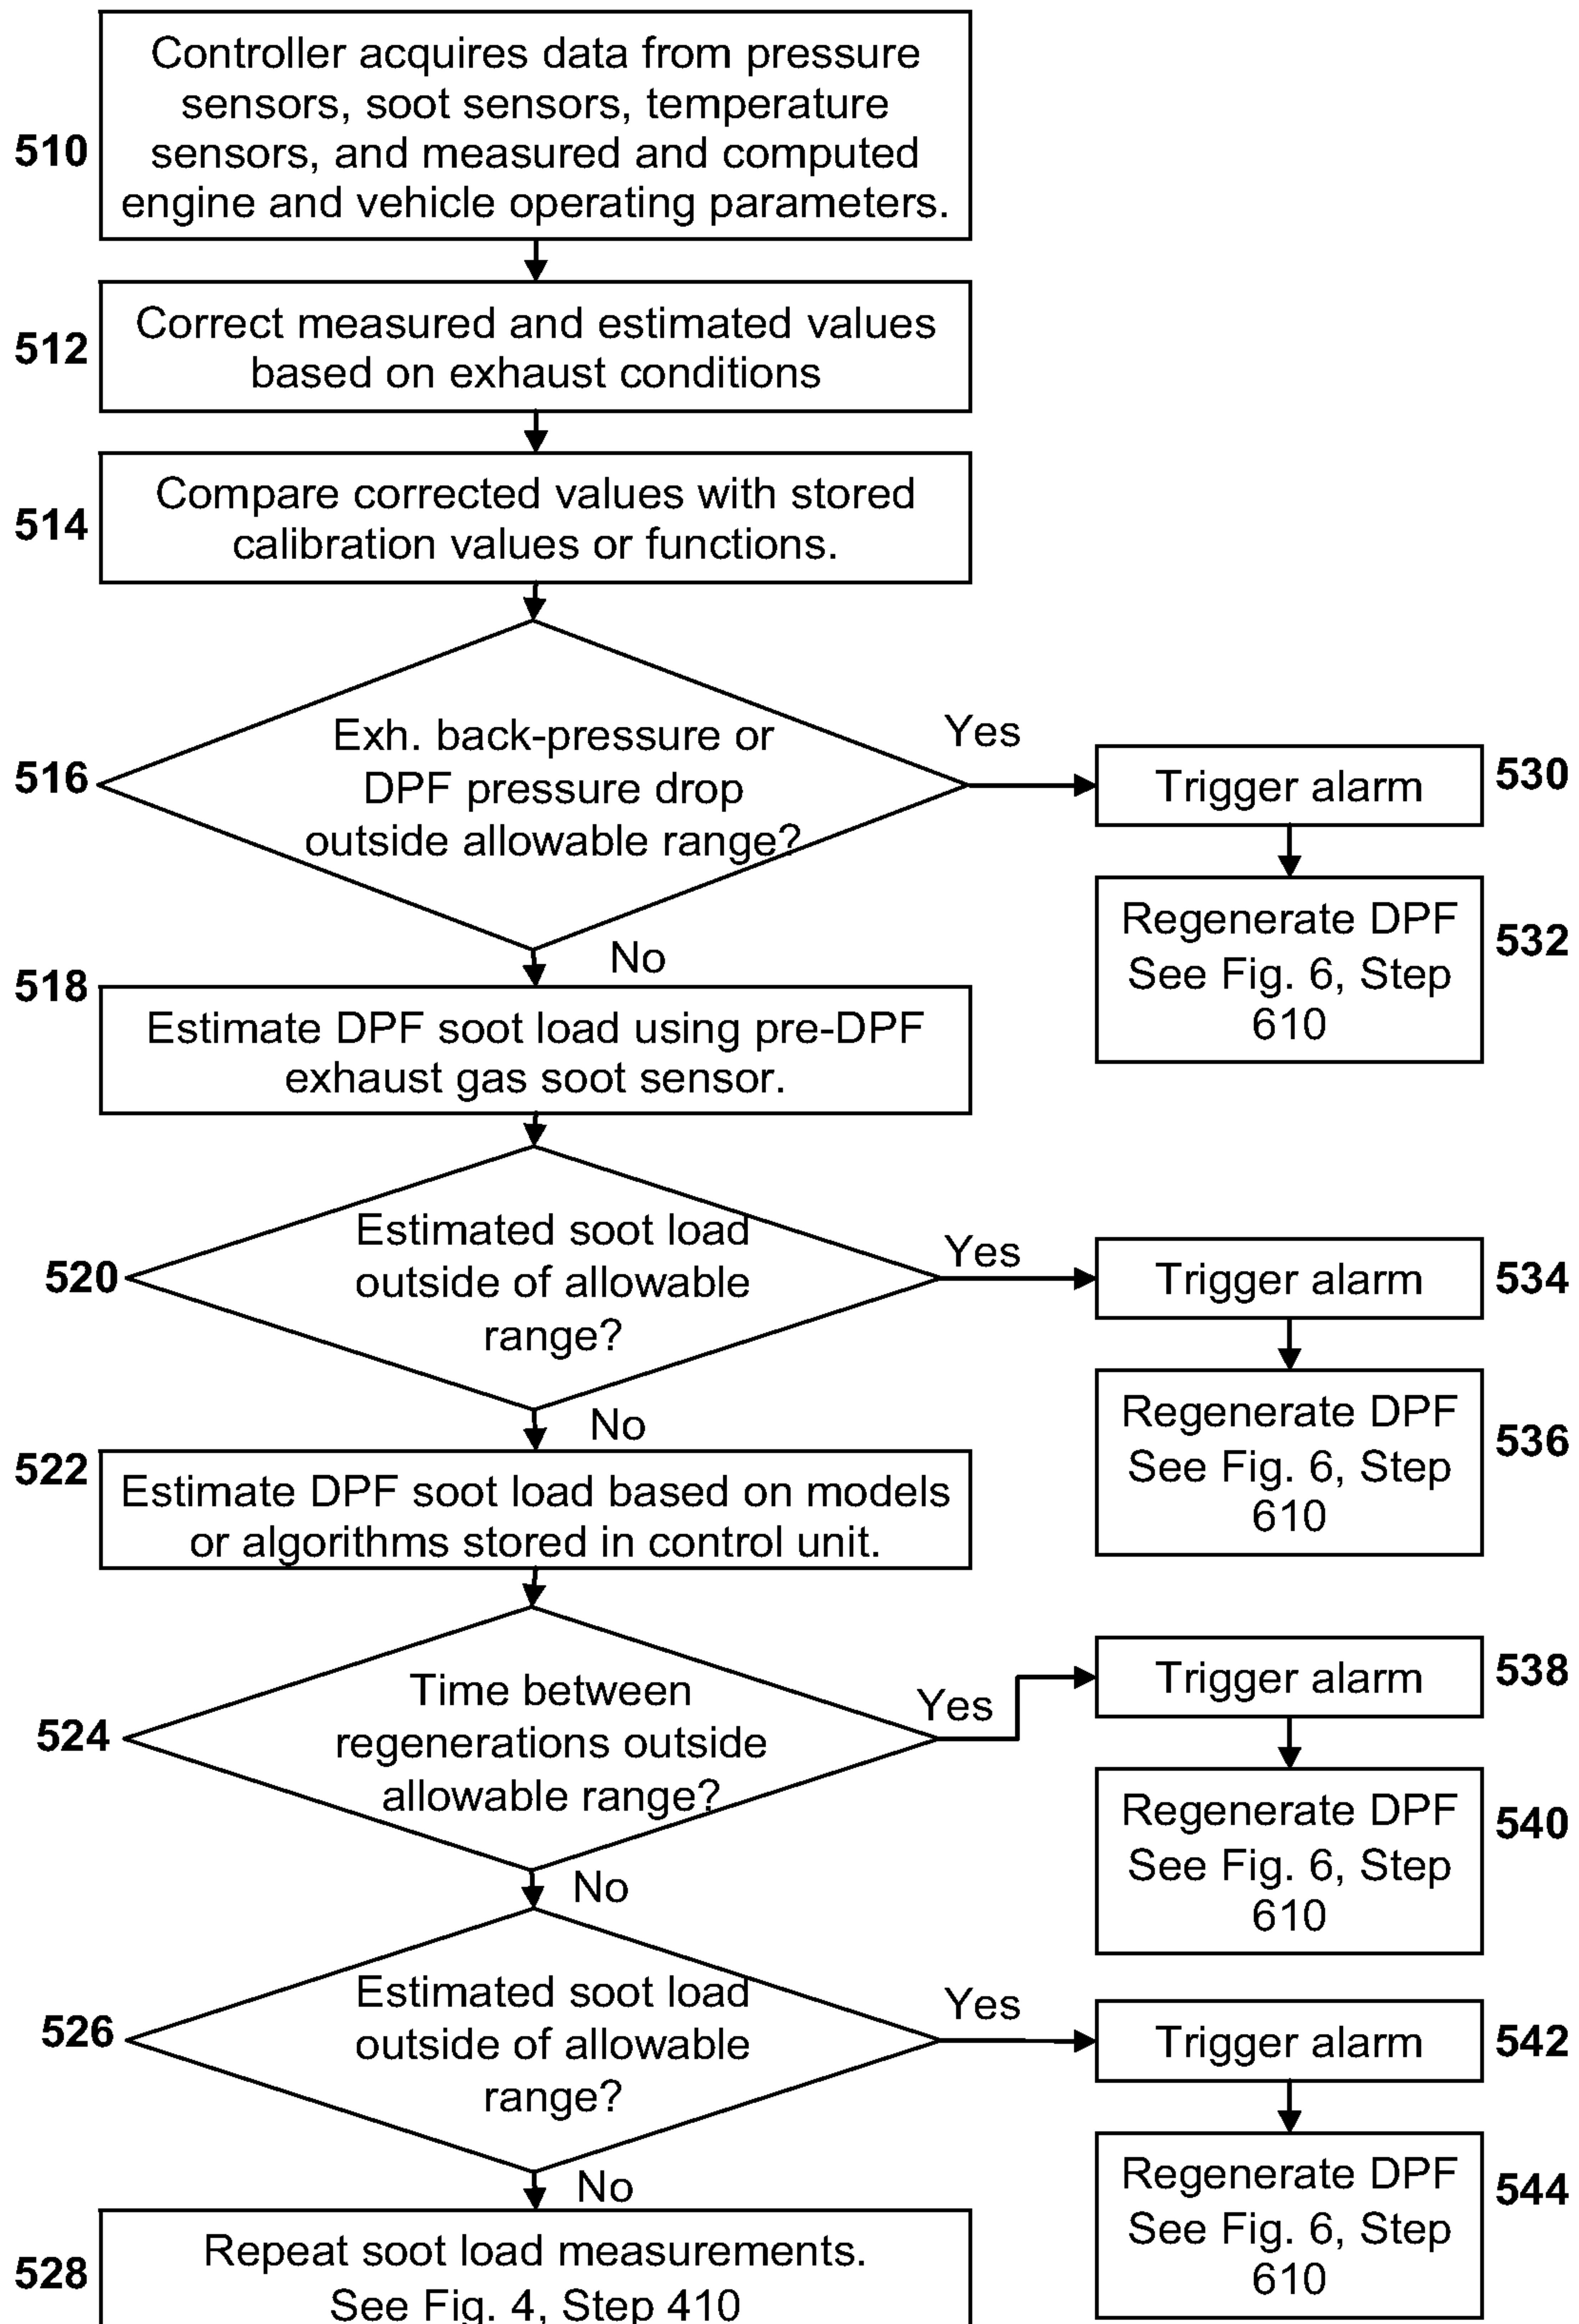 Controller acquires data from pressure
sensors, soot sensors, temperature
510
sensors, and measured and computed
engine and vehicle operating parameters.
512
Correct measured and estimated values
based on exhaust conditions
514
Compare corrected values with stored
calibration values or functions.
516
Exh. back-pressure or
DPF pressure drop
outside allowable range?
Yes
Trigger alarm
530
Regenerate DPF
See Fig. 6, Step
610
532
No
518
Estimate DPF soot load using pre-DPF
exhaust gas soot sensor.
520
Estimated soot load
outside of allowable
range?
Yes
Trigger alarm
534
Regenerate DPF
See Fig. 6, Step
610
536
No
522
Estimate DPF soot load based on models
or algorithms stored in control unit.
524
Time between
regenerations outside
allowable range?
Yes
Trigger alarm
538
Regenerate DPF
See Fig. 6, Step
610
540
No
526
Estimated soot load
outside of allowable
range?
Yes
Trigger alarm
542
Regenerate DPF
See Fig. 6, Step
610
544
No
528
Repeat soot load measurements.
See Fig. 4, Step 410